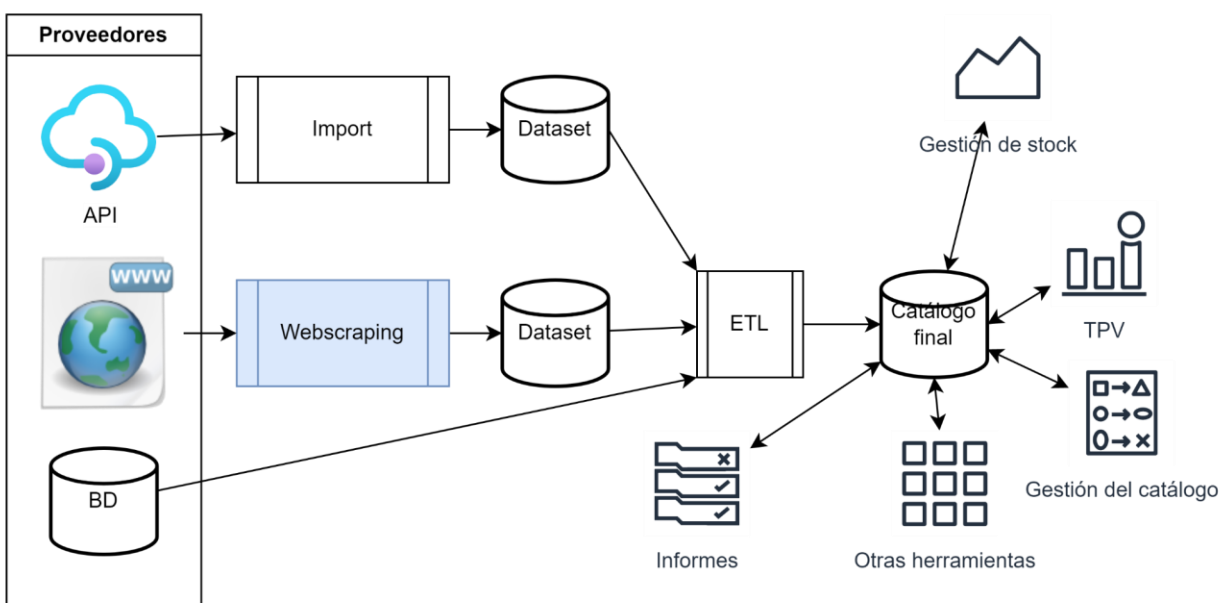 Proveedores
Import
Dataset
Gestión de stock
API
www
Webscraping
Dataset
ETL
Catálogo
final
TPV
BD
Gestión del catálogo
Informes
Otras herramientas